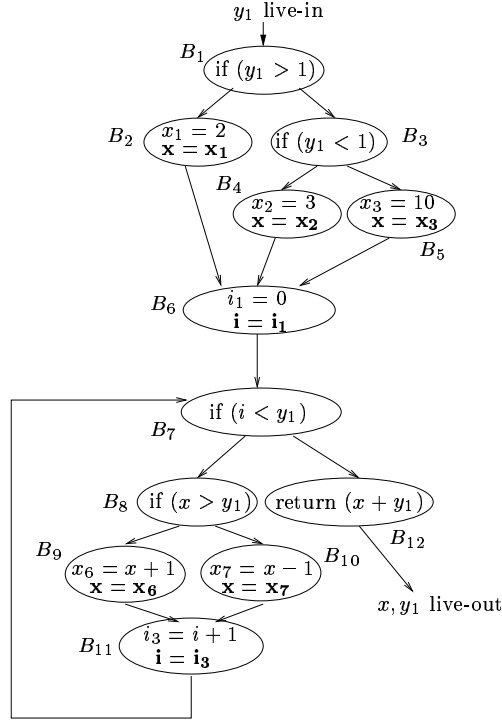 y₁ live-in
B₁
if (y₁ > 1)
B₂
x₁ = 2
x = x₁
if (y₁ < 1)
B₃
B₄
x₂ = 3
x = x₂
x₃ = 10
x = x₃
B₅
B₆
i₁ = 0
i = i₁
if (i < y₁)
B₇
B₈
if (x > y₁)
return (x + y₁)
B₁₂
B₉
x₆ = x + 1
x = x₆
x₇ = x − 1
x = x₇
B₁₀
x, y₁ live-out
B₁₁
i₃ = i + 1
i = i₃